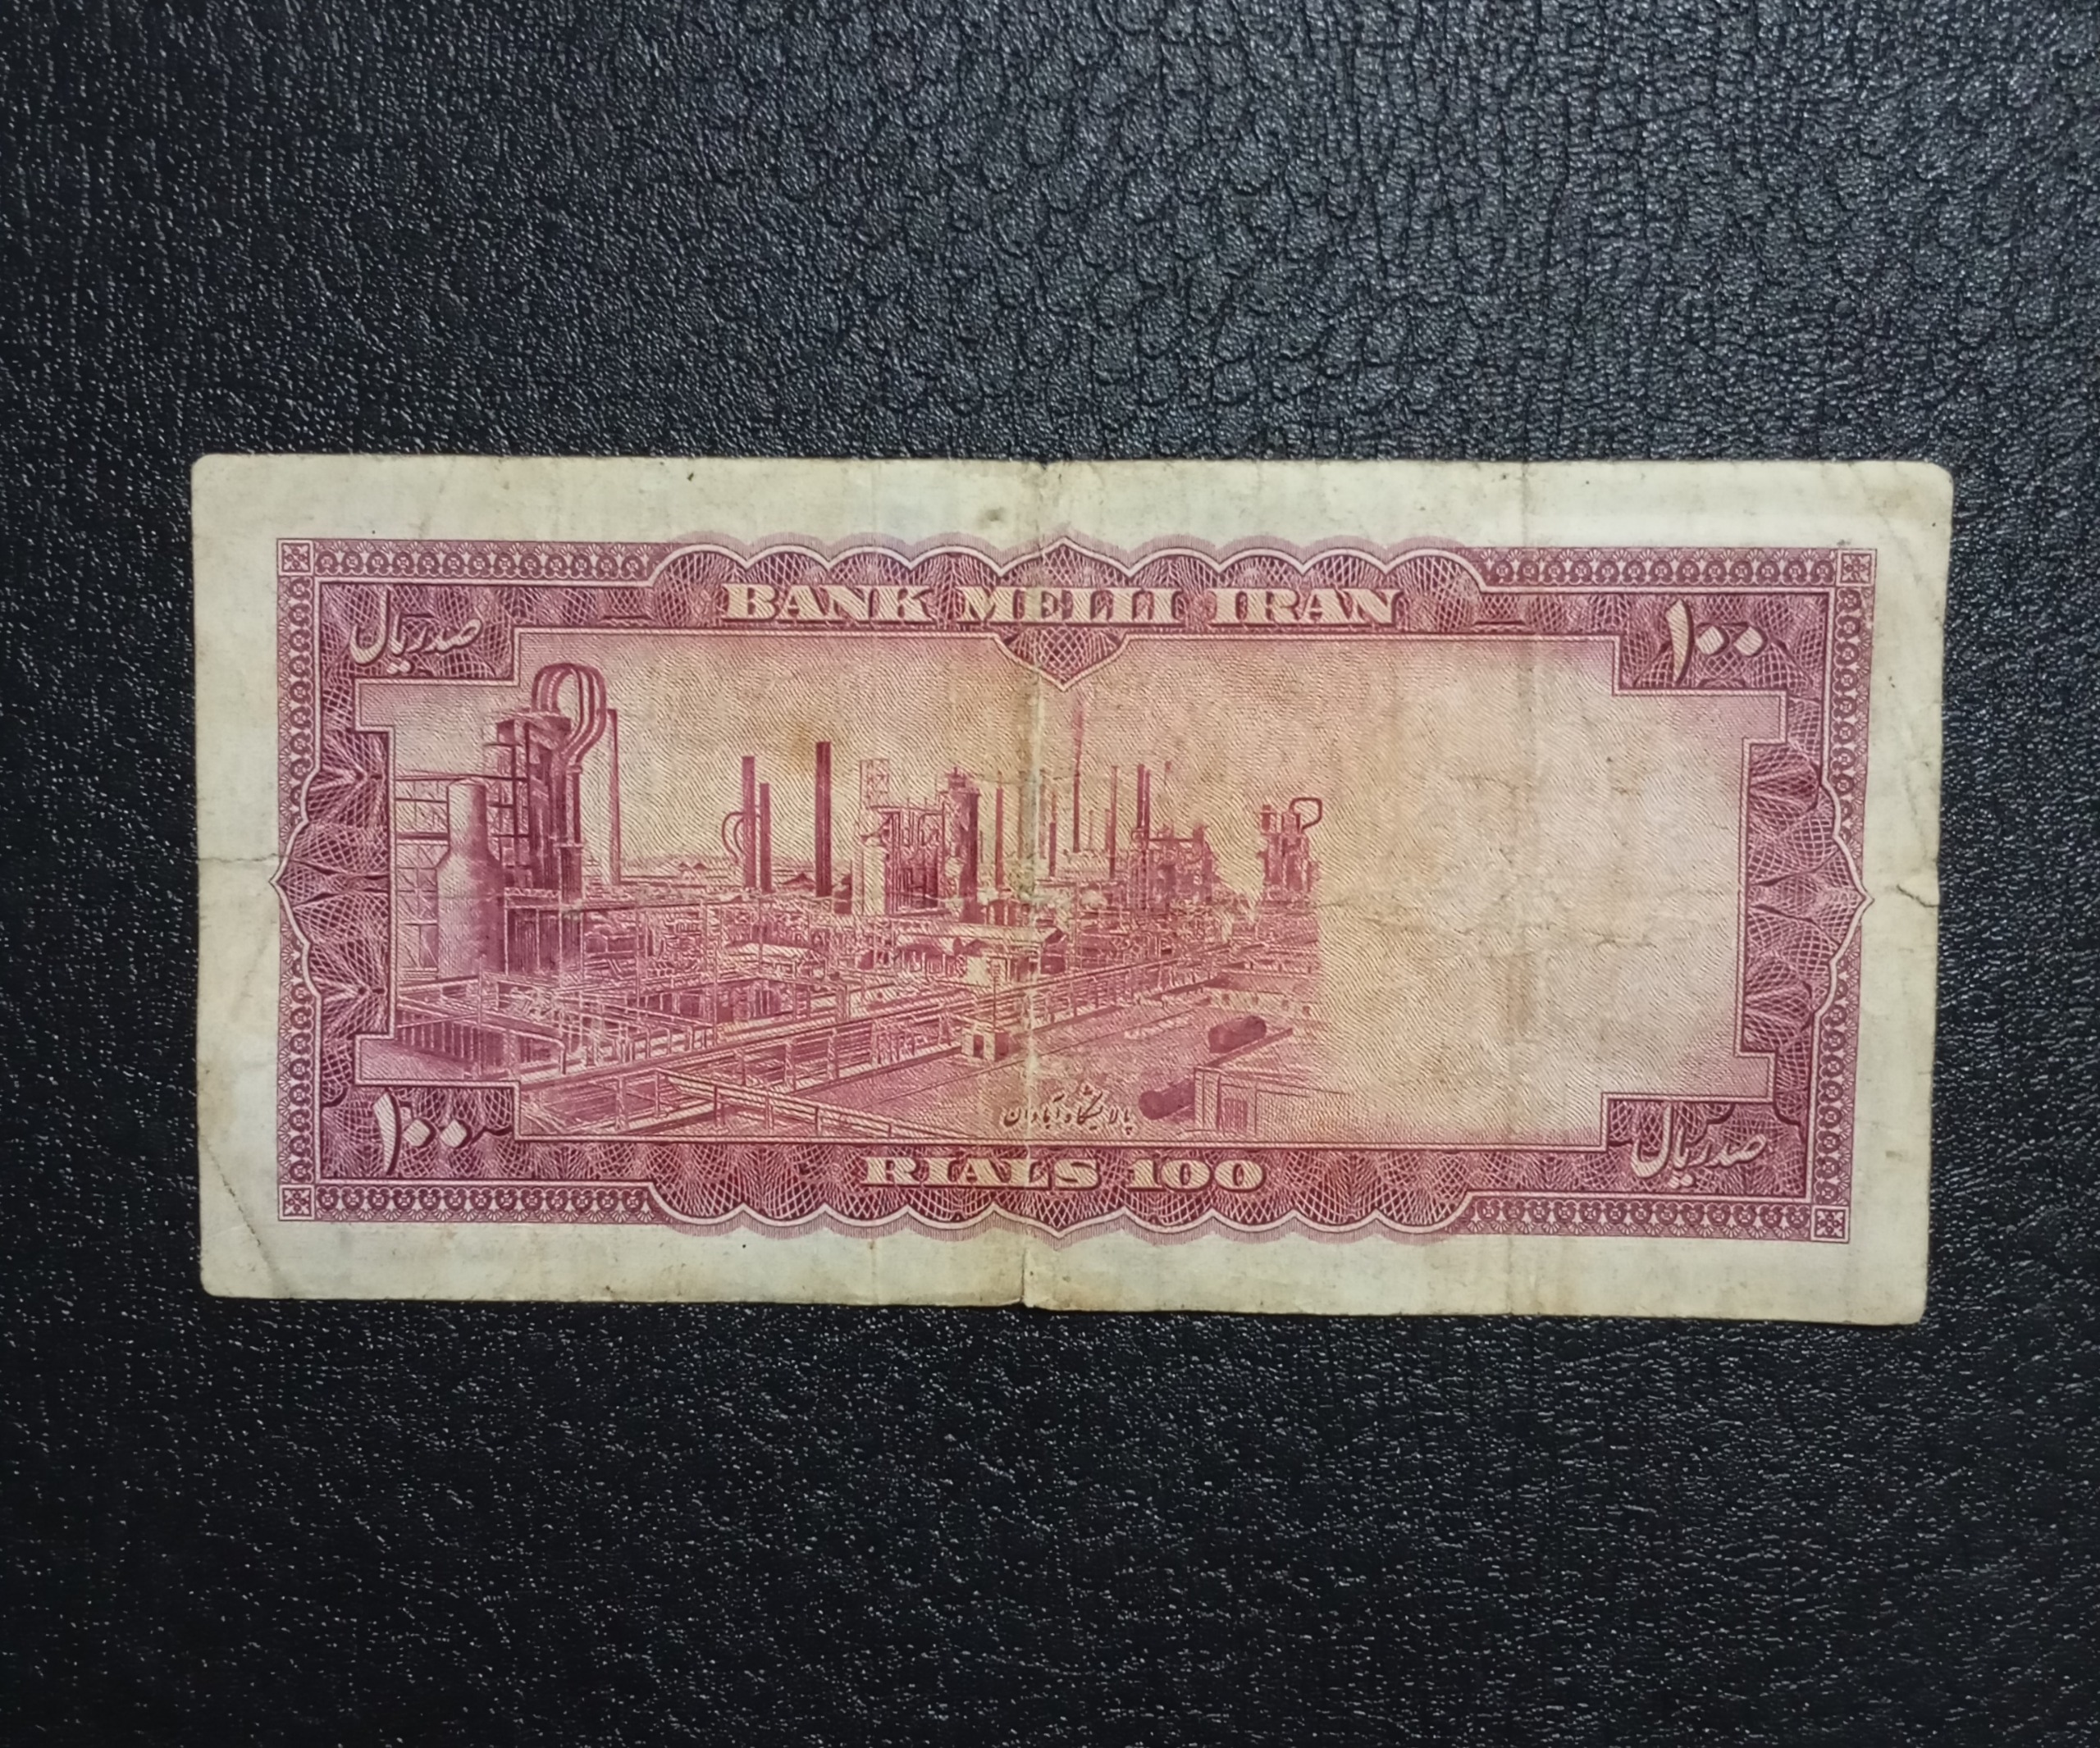 BANK MELLI IRAN
صد ریال
۱۰۰
پالایشگاه آبادان
۱۰۰
RIALS 100
صد ریال